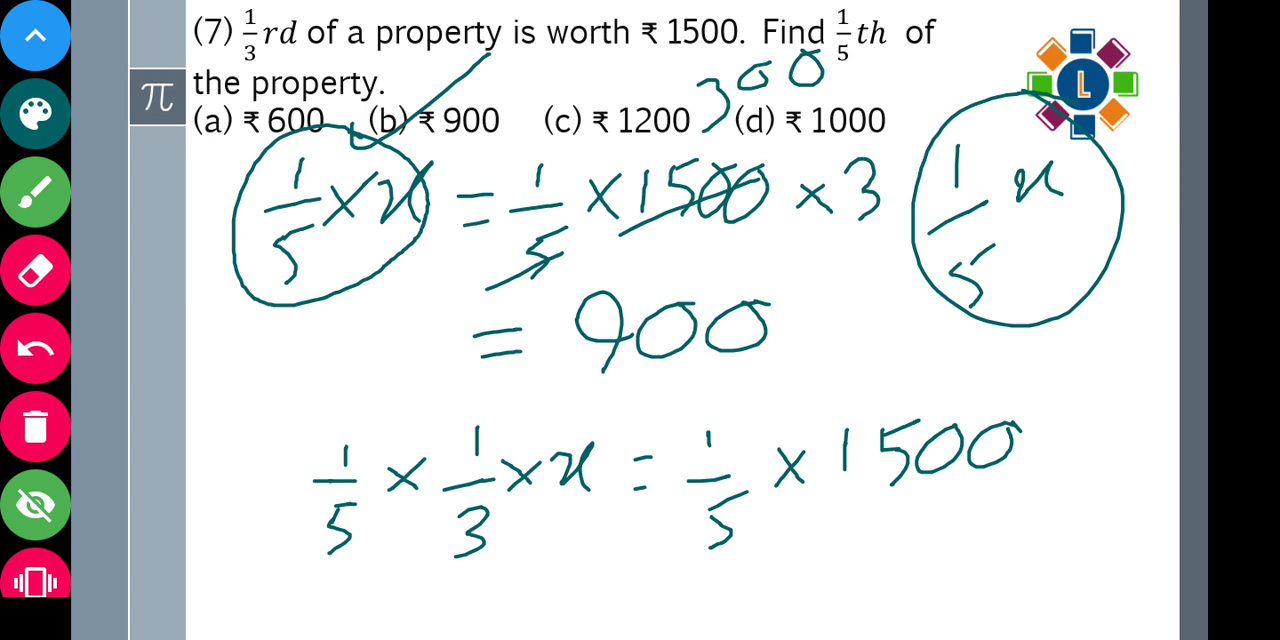 (7) 1/3 rd of a property is worth ₹ 1500. Find 1/5 th of
the property.
(a) ₹ 600 (b) ₹ 900 (c) ₹ 1200 (d) ₹ 1000
300
1/5 × x = 1/5 × 1500 × 3
1/5 x
= 900
1/5 × 1/3 × x = 1/5 × 1500
π
L